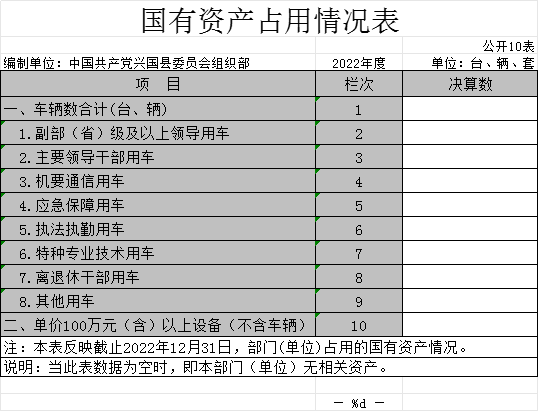 国有资产占用情况表
公开10表
编制单位：中国共产党兴国县委员会组织部 2022年度 单位：台、辆、套
项 目 栏次 决算数
一、车辆数合计(台、辆) 1
1.副部（省）级及以上领导用车 2
2.主要领导干部用车 3
3.机要通信用车 4
4.应急保障用车 5
5.执法执勤用车 6
6.特种专业技术用车 7
7.离退休干部用车 8
8.其他用车 9
二、单价100万元（含）以上设备（不含车辆） 10
注：本表反映截止2022年12月31日，部门(单位)占用的国有资产情况。
说明：当此表数据为空时，即本部门（单位）无相关资产。
— %d —